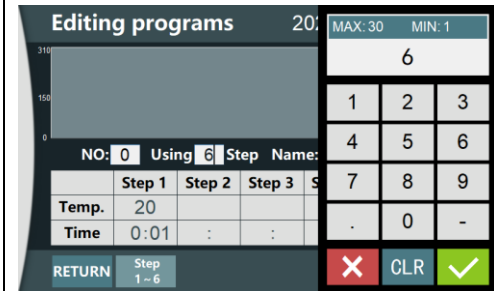 Editing programs 202
MAX: 30 MIN: 1
6
310
150
0
NO: 0 Using 6 Step Name:
Step 1 Step 2 Step 3 S
Temp. 20
Time 0:01 : :
RETURN Step 1~6
1 2 3
4 5 6
7 8 9
. 0 -
CLR